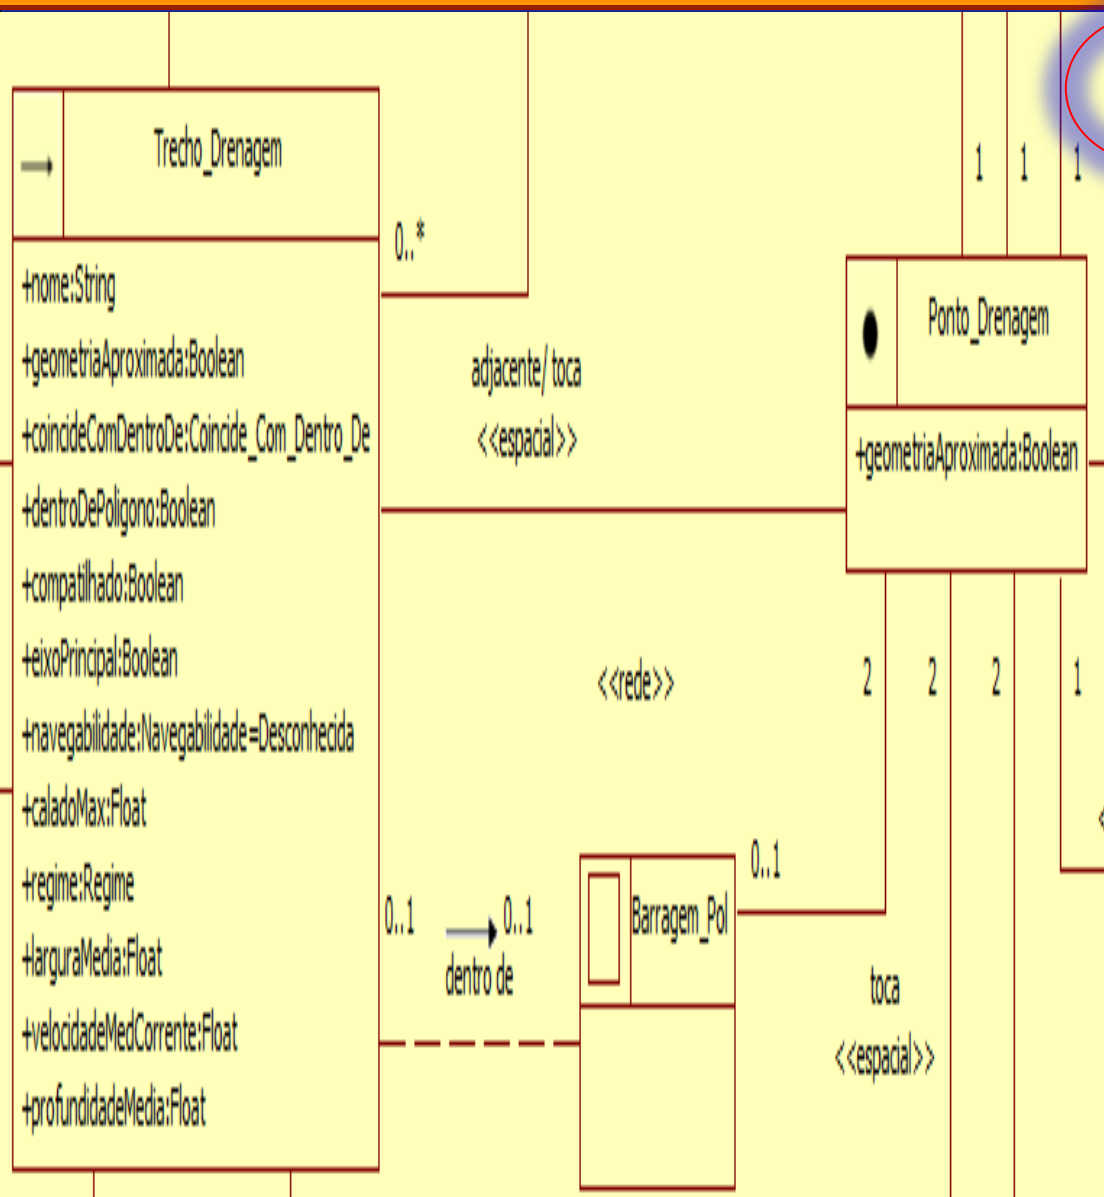 Trecho_Drenagem
+nome:String
+geometriaAproximada:Boolean
+coincideComDentroDe:Coincide_Com_Dentro_De
+dentroDePoligono:Boolean
+compatilhado:Boolean
+eixoPrincipal:Boolean
+navegabilidade:Navegabilidade=Desconhecida
+caladoMax:Float
+regime:Regime
+larguraMedia:Float
+velocidadeMedCorrente:Float
+profundidadeMedia:Float
0..*
adjacente/ toca
<<espacial>>
1 1 1
Ponto_Drenagem
+geometriaAproximada:Boolean
<<rede>>
2 2 2 1
0..1 0..1
dentro de
0..1
Barragem_Pol
toca
<<espacial>>